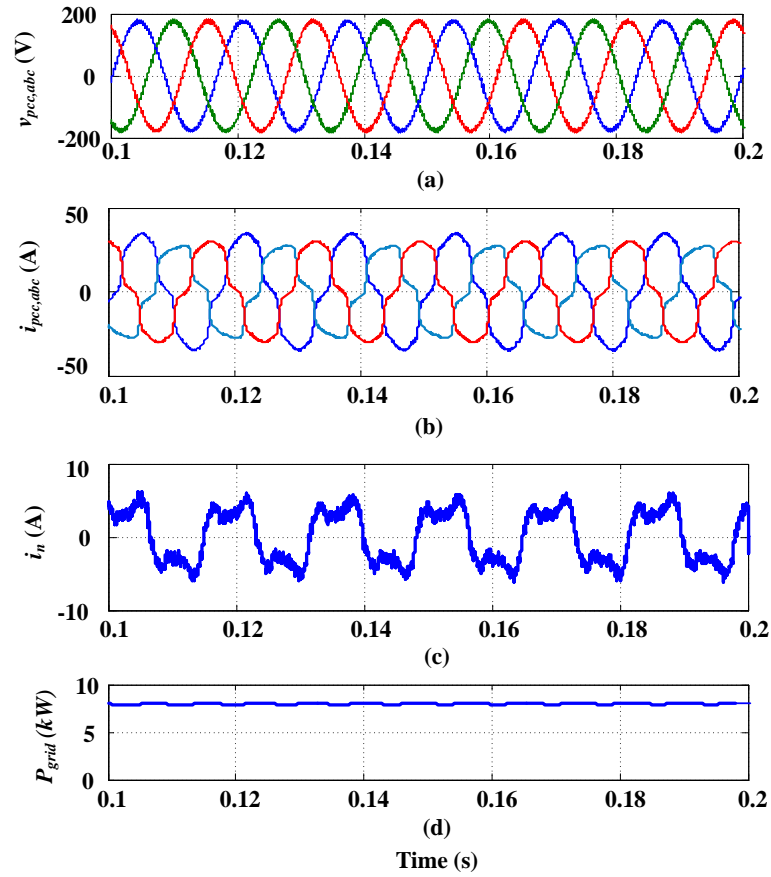 200
0
-200
v_pcc,abc (V)
0.1 0.12 0.14 0.16 0.18 0.2
(a)
50
0
-50
i_pcc,abc (A)
0.1 0.12 0.14 0.16 0.18 0.2
(b)
10
0
-10
i_n (A)
0.1 0.12 0.14 0.16 0.18 0.2
(c)
10
5
0
P_grid (kW)
0.1 0.12 0.14 0.16 0.18 0.2
(d)
Time (s)